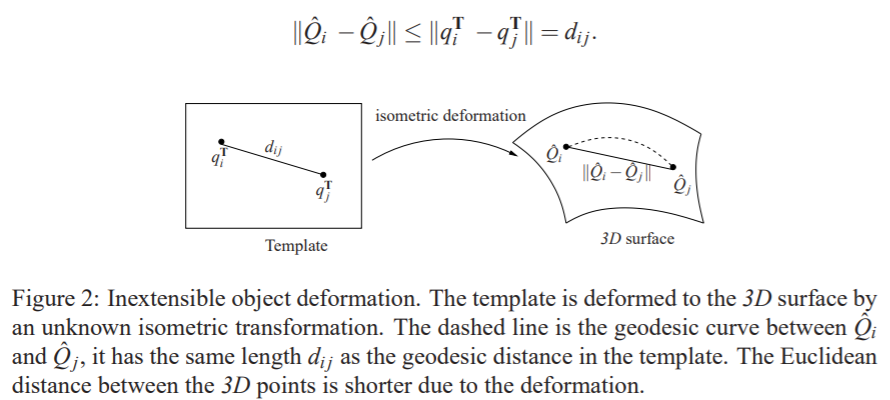 ‖Q̂ᵢ − Q̂ⱼ‖ ≤ ‖qᵢᵀ − qⱼᵀ‖ = dᵢⱼ.
isometric deformation
dᵢⱼ
qᵢᵀ
qⱼᵀ
Q̂ᵢ
‖Q̂ᵢ − Q̂ⱼ‖
Q̂ⱼ
Template
3D surface
Figure 2: Inextensible object deformation. The template is deformed to the 3D surface by
an unknown isometric transformation. The dashed line is the geodesic curve between Q̂ᵢ
and Q̂ⱼ, it has the same length dᵢⱼ as the geodesic distance in the template. The Euclidean
distance between the 3D points is shorter due to the deformation.